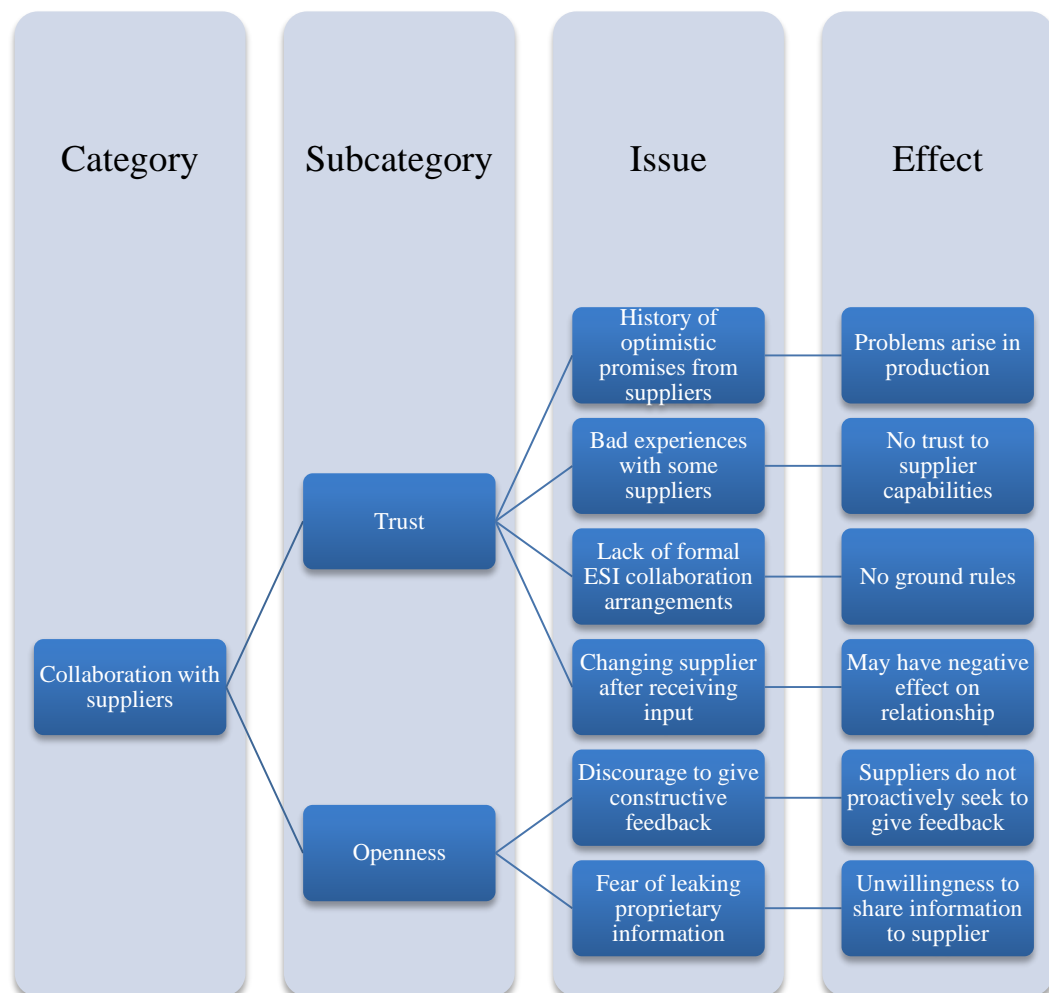 Category
Subcategory
Issue
Effect
Collaboration with
suppliers
Trust
Openness
History of
optimistic
promises from
suppliers
Problems arise in
production
Bad experiences
with some
suppliers
No trust to
supplier
capabilities
Lack of formal
ESI collaboration
arrangements
No ground rules
Changing supplier
after receiving
input
May have negative
effect on
relationship
Discourage to give
constructive
feedback
Suppliers do not
proactively seek to
give feedback
Fear of leaking
proprietary
information
Unwillingness to
share information
to supplier